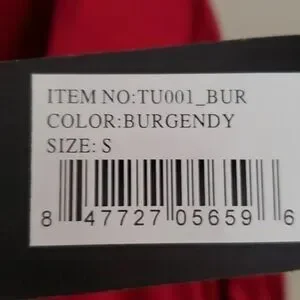 ITEM NO:TU001_BUR
COLOR:BURGENDY
SIZE: S
8 47727 05659 6